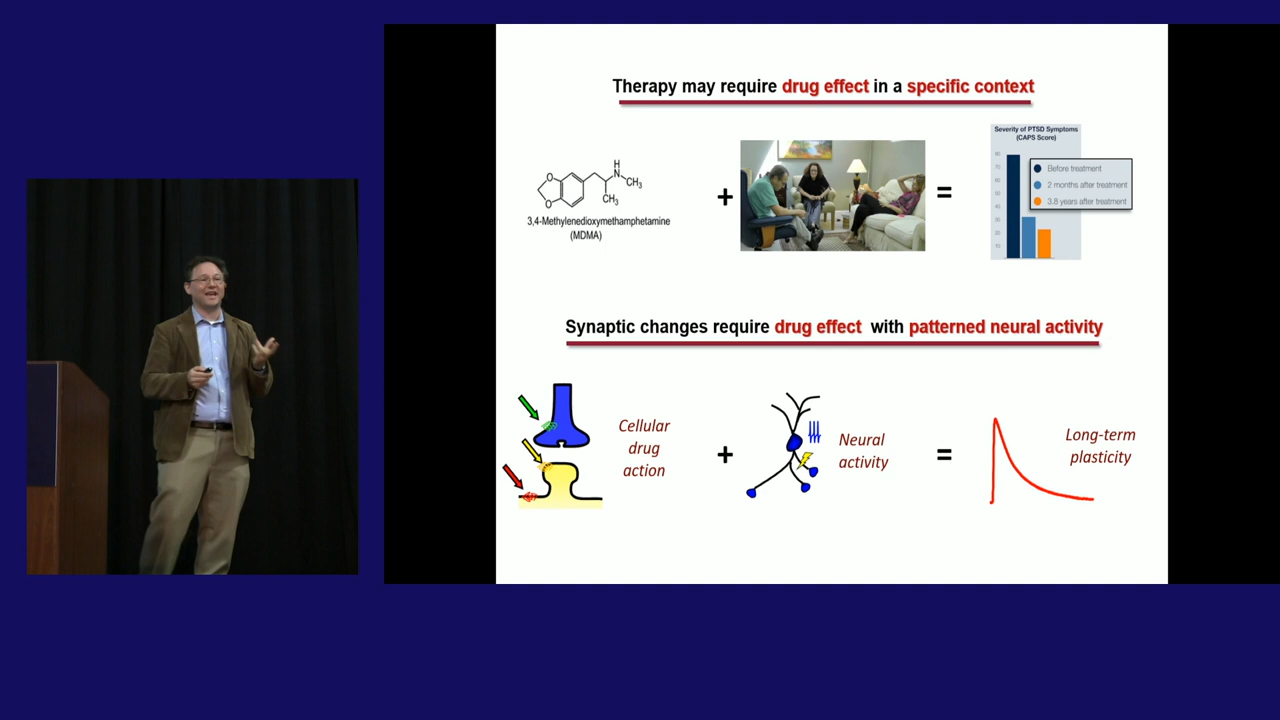 Therapy may require drug effect in a specific context
H
O
N
CH₃
O
CH₃
3,4-Methylenedioxymethamphetamine
(MDMA)
+
=
Severity of PTSD Symptoms
(CAPS Score)
Before treatment
2 months after treatment
3.8 years after treatment
Synaptic changes require drug effect with patterned neural activity
Cellular
drug
action
+
Neural
activity
=
Long-term
plasticity